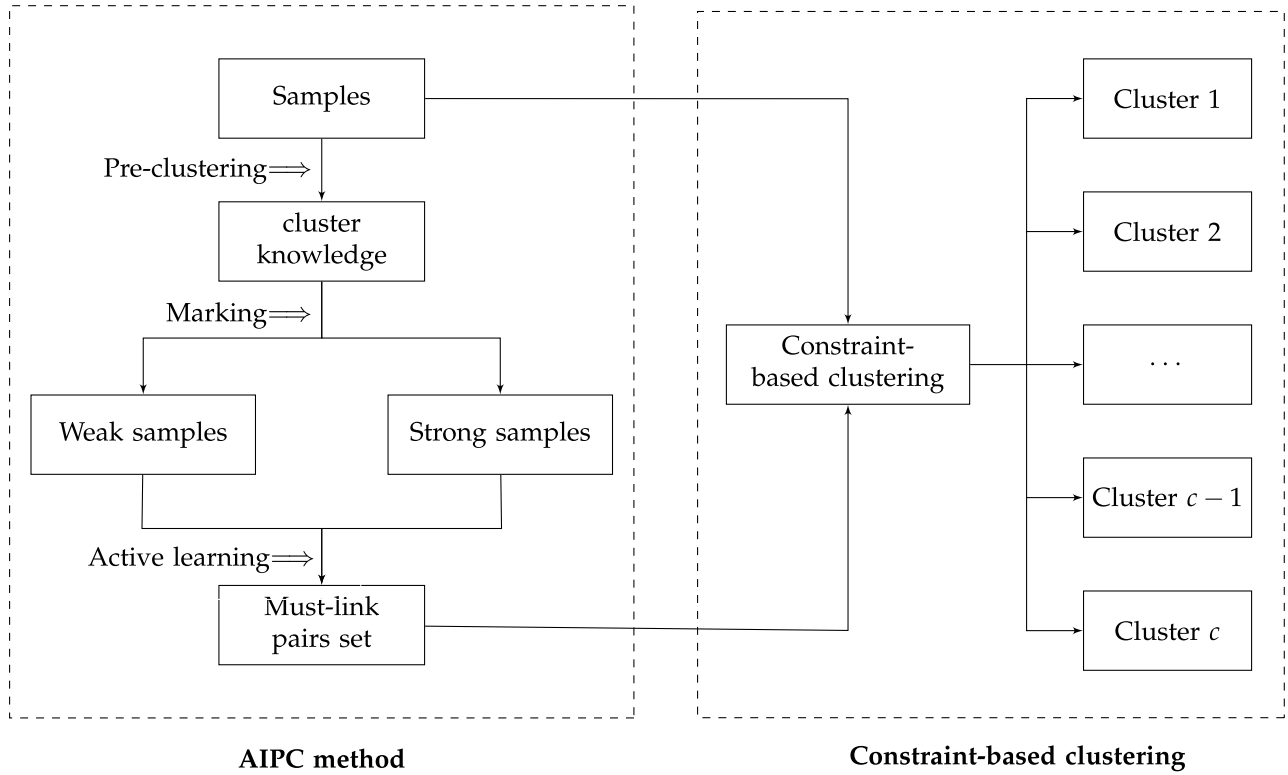 Samples
Pre-clustering⟹
cluster
knowledge
Marking⟹
Weak samples
Strong samples
Active learning⟹
Must-link
pairs set
AIPC method
Constraint-
based clustering
Cluster 1
Cluster 2
· · ·
Cluster c − 1
Cluster c
Constraint-based clustering